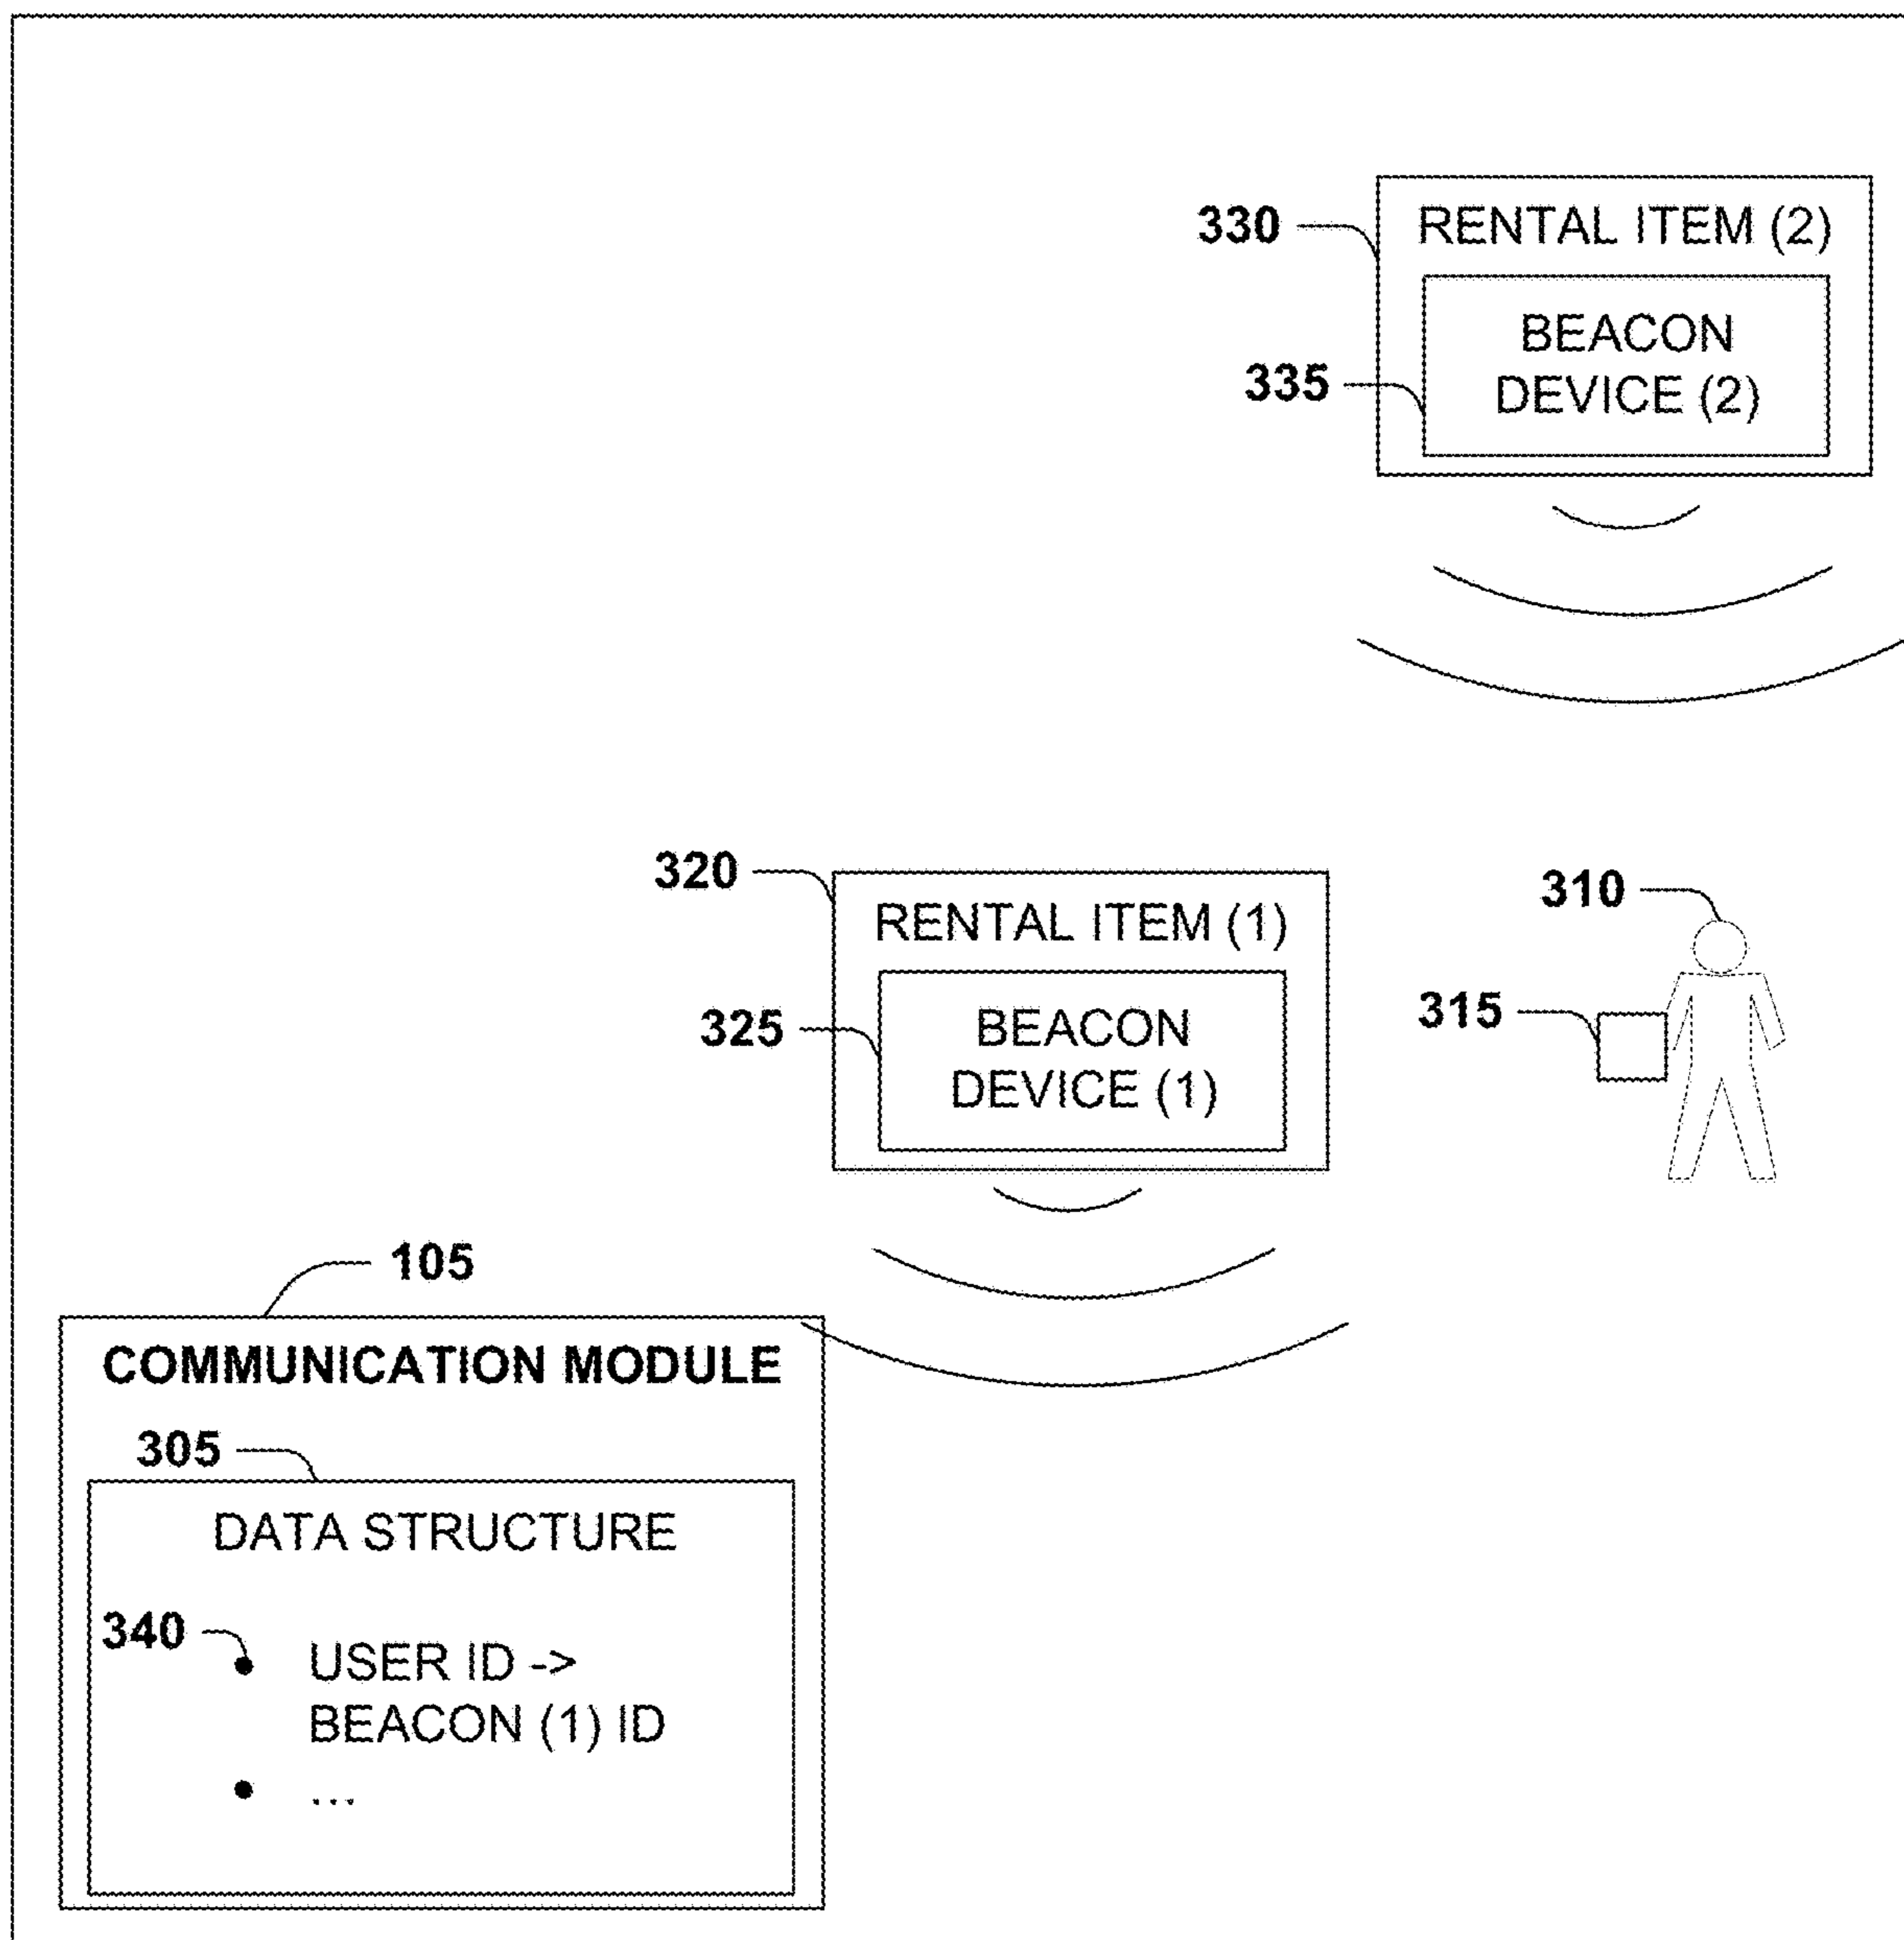 330
RENTAL ITEM (2)
335
BEACON
DEVICE (2)
320
RENTAL ITEM (1)
325
BEACON
DEVICE (1)
310
315
105
COMMUNICATION MODULE
305
DATA STRUCTURE
340
• USER ID ->
BEACON (1) ID
• ...